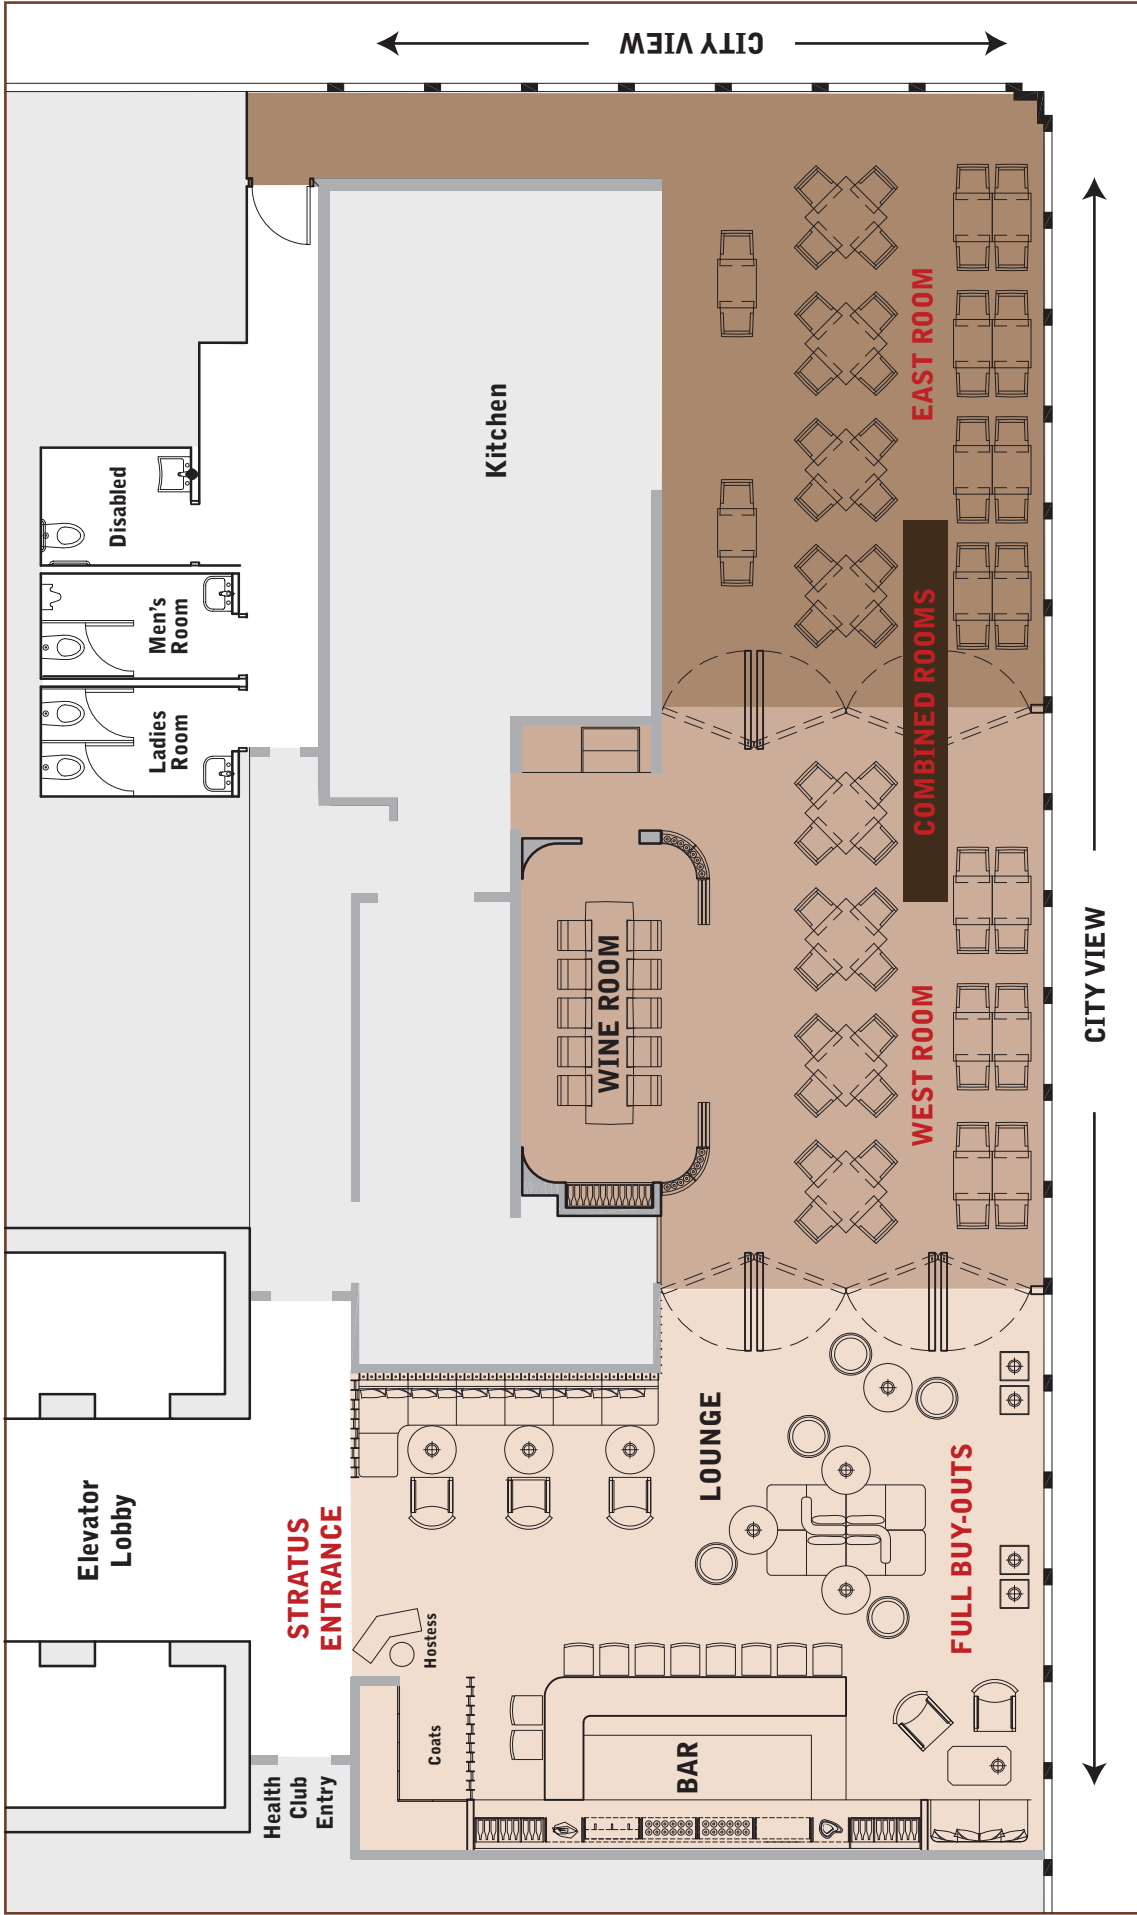 CITY VIEW
Disabled
Men's
Room
Ladies
Room
Kitchen
EAST ROOM
COMBINED ROOMS
WINE ROOM
WEST ROOM
CITY VIEW
Elevator
Lobby
STRATUS
ENTRANCE
LOUNGE
FULL BUY-OUTS
Hostess
Coats
BAR
Health
Club
Entry